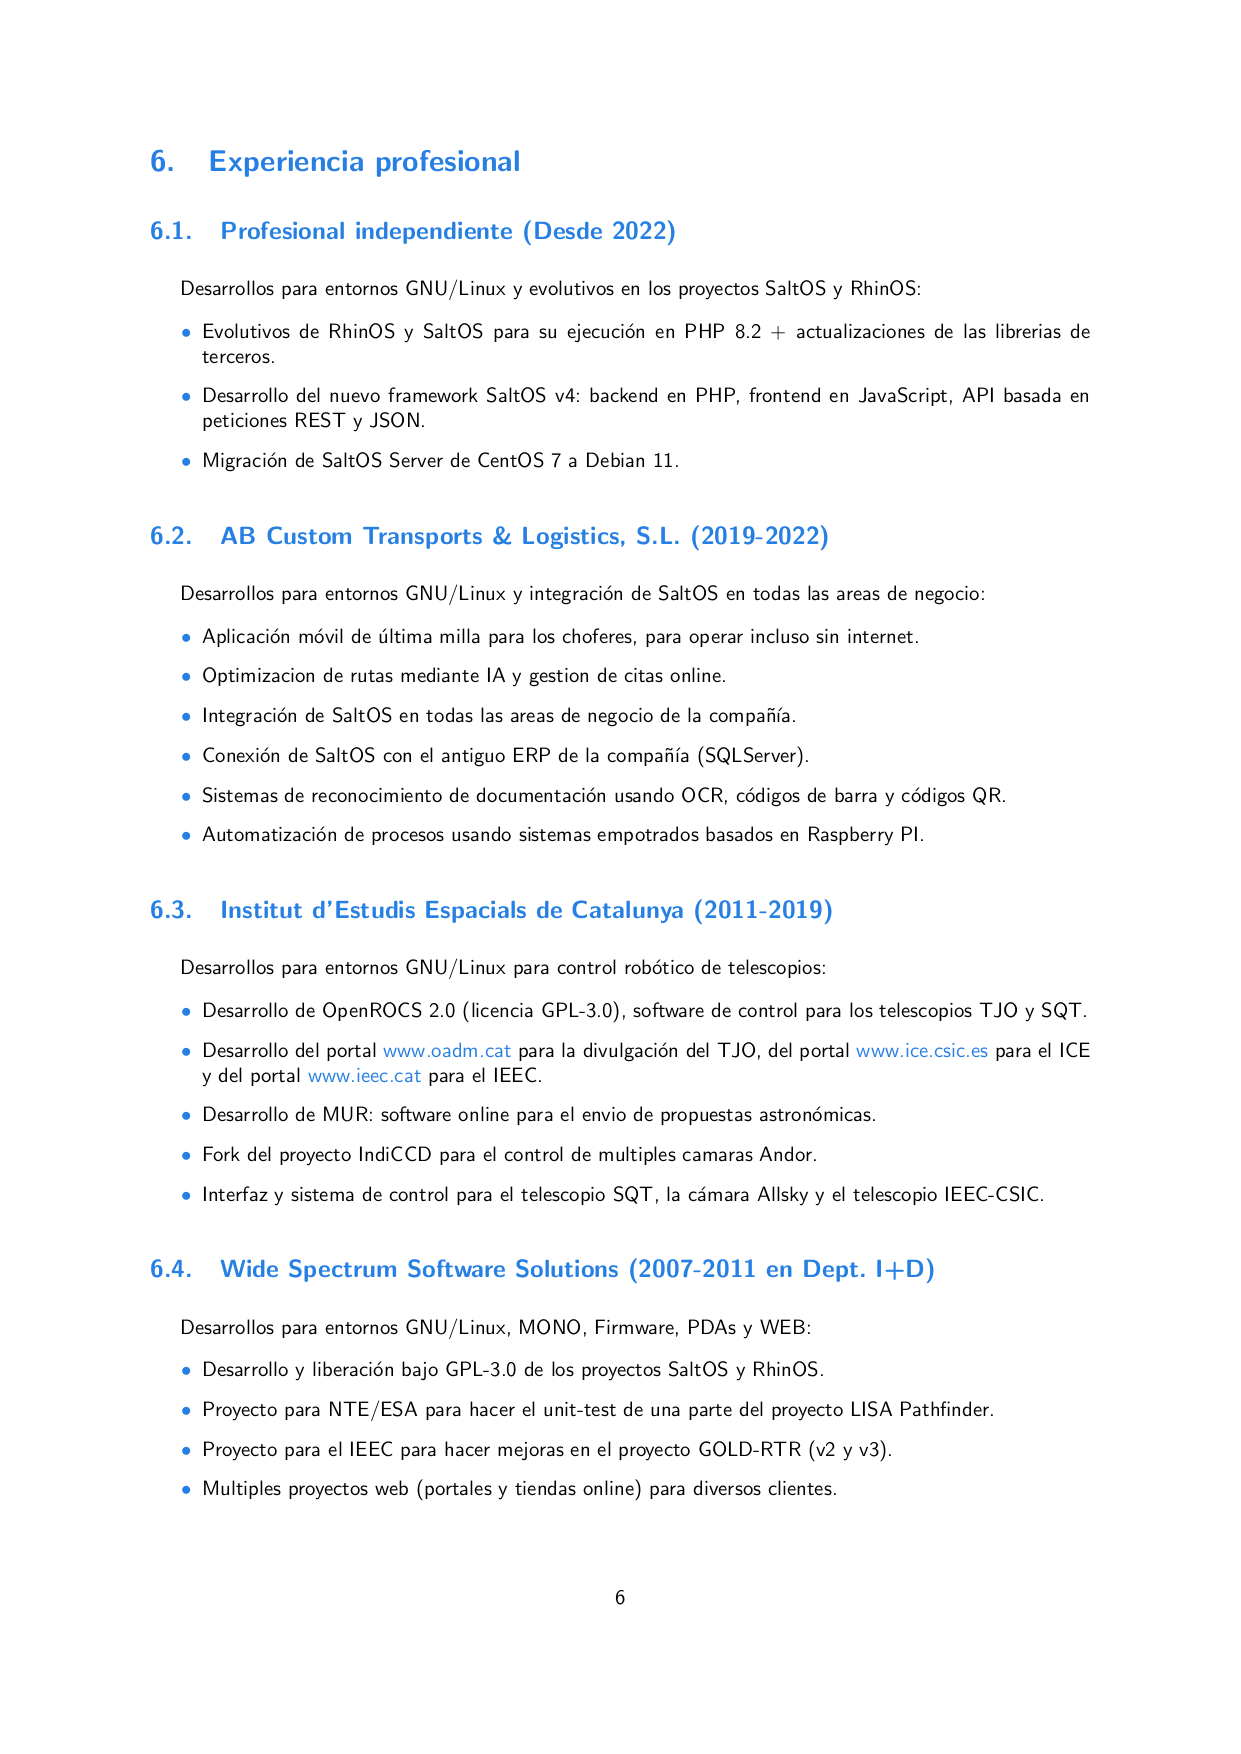 6. Experiencia profesional
6.1. Profesional independiente (Desde 2022)
Desarrollos para entornos GNU/Linux y evolutivos en los proyectos SaltOS y RhinOS:
• Evolutivos de RhinOS y SaltOS para su ejecución en PHP 8.2 + actualizaciones de las librerias de
terceros.
• Desarrollo del nuevo framework SaltOS v4: backend en PHP, frontend en JavaScript, API basada en
peticiones REST y JSON.
• Migración de SaltOS Server de CentOS 7 a Debian 11.
6.2. AB Custom Transports & Logistics, S.L. (2019-2022)
Desarrollos para entornos GNU/Linux y integración de SaltOS en todas las areas de negocio:
• Aplicación móvil de última milla para los choferes, para operar incluso sin internet.
• Optimizacion de rutas mediante IA y gestion de citas online.
• Integración de SaltOS en todas las areas de negocio de la compañía.
• Conexión de SaltOS con el antiguo ERP de la compañía (SQLServer).
• Sistemas de reconocimiento de documentación usando OCR, códigos de barra y códigos QR.
• Automatización de procesos usando sistemas empotrados basados en Raspberry PI.
6.3. Institut d'Estudis Espacials de Catalunya (2011-2019)
Desarrollos para entornos GNU/Linux para control robótico de telescopios:
• Desarrollo de OpenROCS 2.0 (licencia GPL-3.0), software de control para los telescopios TJO y SQT.
• Desarrollo del portal www.oadm.cat para la divulgación del TJO, del portal www.ice.csic.es para el ICE
y del portal www.ieec.cat para el IEEC.
• Desarrollo de MUR: software online para el envio de propuestas astronómicas.
• Fork del proyecto IndiCCD para el control de multiples camaras Andor.
• Interfaz y sistema de control para el telescopio SQT, la cámara Allsky y el telescopio IEEC-CSIC.
6.4. Wide Spectrum Software Solutions (2007-2011 en Dept. I+D)
Desarrollos para entornos GNU/Linux, MONO, Firmware, PDAs y WEB:
• Desarrollo y liberación bajo GPL-3.0 de los proyectos SaltOS y RhinOS.
• Proyecto para NTE/ESA para hacer el unit-test de una parte del proyecto LISA Pathfinder.
• Proyecto para el IEEC para hacer mejoras en el proyecto GOLD-RTR (v2 y v3).
• Multiples proyectos web (portales y tiendas online) para diversos clientes.
6